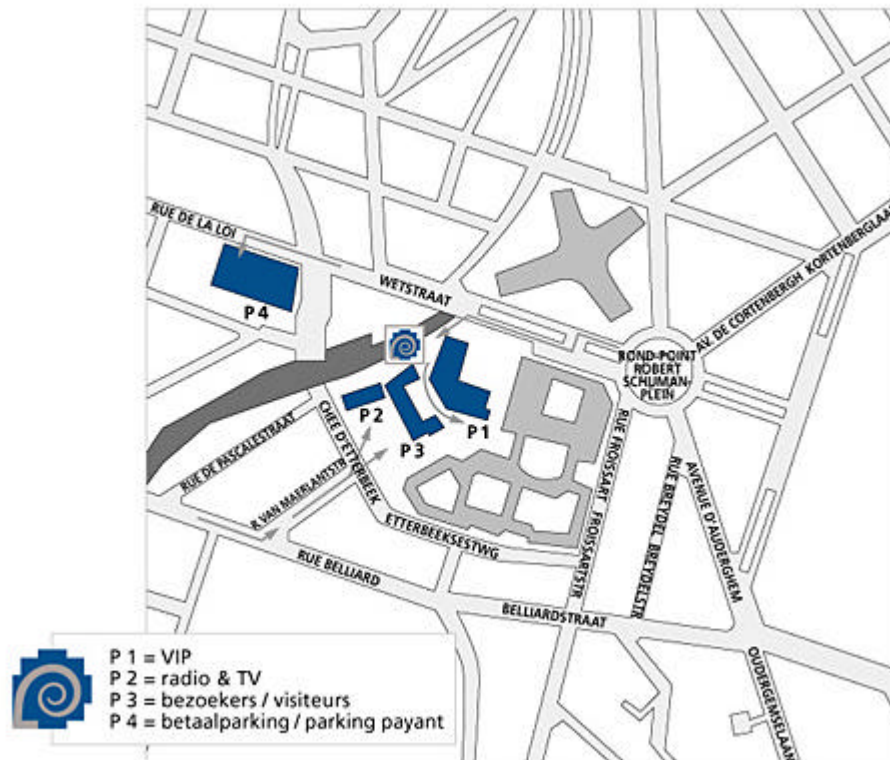 RUE DE LA LOI
P 4
WETSTRAAT
AV. DE CORTENBERGH KORTENBERGLAAN
ROND-POINT
ROBERT
SCHUMAN-
PLEIN
P 2
P 3
P 1
CHEE D'ETTERBEEK
RUE DE PASCALESTRAAT
R. VAN MAERLANTSTR.
ETTERBEEKSESTWG
RUE FROISSART FROISSARTSTR
RUE BREYDEL BREYDELSTR
AVENUE D'AUDERGHEM
RUE BELLIARD
BELLIARDSTRAAT
OUDERGEMSELAAN
P 1 = VIP
P 2 = radio & TV
P 3 = bezoekers / visiteurs
P 4 = betaalparking / parking payant